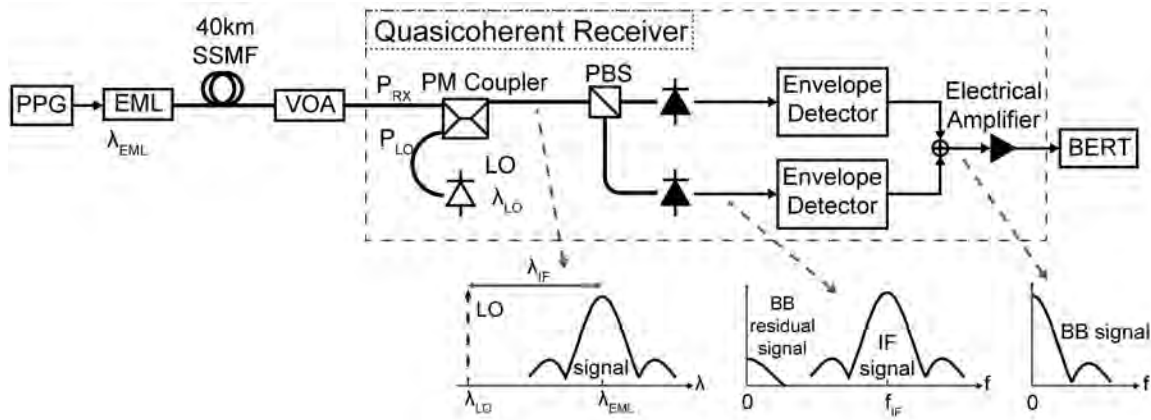 Quasicoherent Receiver
40km
SSMF
PPG
EML
λEML
VOA
PRX
PM Coupler
PBS
PLO
LO
λLO
Envelope
Detector
Envelope
Detector
Electrical
Amplifier
BERT
λIF
LO
signal
λLO
λEML
λ
BB
residual
signal
IF
signal
0
fIF
f
BB signal
0
f